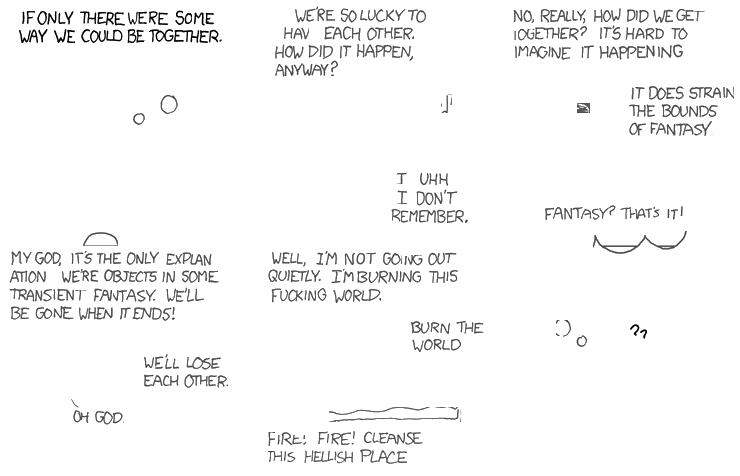 IF ONLY THERE WERE SOME
WAY WE COULD BE TOGETHER.
WE'RE SO LUCKY TO
HAV EACH OTHER.
HOW DID IT HAPPEN,
ANYWAY?
I UHH
I DON'T
REMEMBER.
NO, REALLY, HOW DID WE GET
TOGETHER? IT'S HARD TO
IMAGINE IT HAPPENING
IT DOES STRAIN
THE BOUNDS
OF FANTASY
FANTASY? THAT'S IT!
MY GOD, IT'S THE ONLY EXPLAN
ATION WE'RE OBJECTS IN SOME
TRANSIENT FANTASY. WE'LL
BE GONE WHEN IT ENDS!
WE'LL LOSE
EACH OTHER.
OH GOD.
WELL, I'M NOT GOING OUT
QUIETLY. I'M BURNING THIS
FUCKING WORLD.
BURN THE
WORLD
FIRE! FIRE! CLEANSE
THIS HELLISH PLACE
??